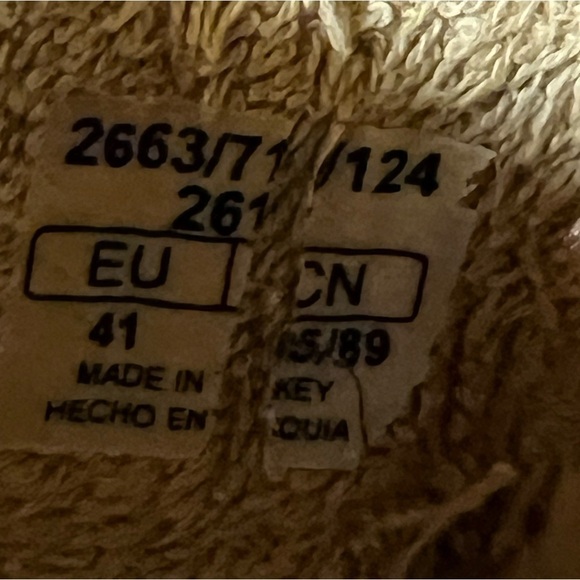 2663/71 /124
261
EU CN
41 5/89
MADE IN KEY
HECHO EN QUIA